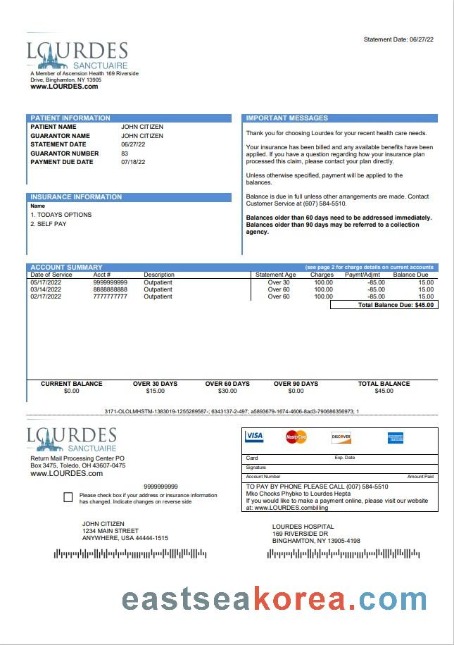 Statement Date: 06/27/22
LOURDES
SANCTUAIRE
A Member of Ascension Health 169 Riverside
Drive, Binghamton, NY 13905
www.LOURDES.com
PATIENT INFORMATION
PATIENT NAME JOHN CITIZEN
GUARANTOR NAME JOHN CITIZEN
STATEMENT DATE 06/27/22
GUARANTOR NUMBER 83
PAYMENT DUE DATE 07/18/22
IMPORTANT MESSAGES
Thank you for choosing Lourdes for your recent health care needs.
Your insurance has been billed and any available benefits have been
applied. If you have a question regarding how your insurance plan
processed this claim, please contact your plan directly.
Unless otherwise specified, payment will be applied to the
balances.
Balance is due in full unless other arrangements are made. Contact
Customer Service at (607) 584-5510.
Balances older than 60 days need to be addressed immediately.
Balances older than 90 days may be referred to a collection
agency.
INSURANCE INFORMATION
Name
1. TODAYS OPTIONS
2. SELF PAY
ACCOUNT SUMMARY (see page 2 for charge details on current accounts
Date of Service Acct # Description Statement Age Charges Paymt/Adjmt Balance Due
05/17/2022 9999999999 Outpatient Over 30 100.00 -85.00 15.00
03/14/2022 8888888888 Outpatient Over 60 100.00 -85.00 15.00
02/17/2022 7777777777 Outpatient Over 60 100.00 -85.00 15.00
Total Balance Due: $45.00
CURRENT BALANCE OVER 30 DAYS OVER 60 DAYS OVER 90 DAYS TOTAL BALANCE
$0.00 $15.00 $30.00 $0.00 $45.00
LOURDES
SANCTUAIRE
Return Mail Processing Center PO
Box 3475, Toledo, OH 43607-0475
www.LOURDES.com
9999999999
Please check box if your address or insurance information
has changed. Indicate changes on reverse side
VISA MasterCard DISCOVER
Card Exp. Date
Signature
Account Number Amount Paid
TO PAY BY PHONE PLEASE CALL (607) 584-5510
Mko Chocks Phybko to Lourdes Hepta
If you would like to make a payment online, please visit our website
at: www.LOURDES.combilling
JOHN CITIZEN
1234 MAIN STREET
ANYWHERE, USA 44444-1515
LOURDES HOSPITAL
169 RIVERSIDE DR
BINGHAMTON, NY 13905-4198
eastseakorea.com